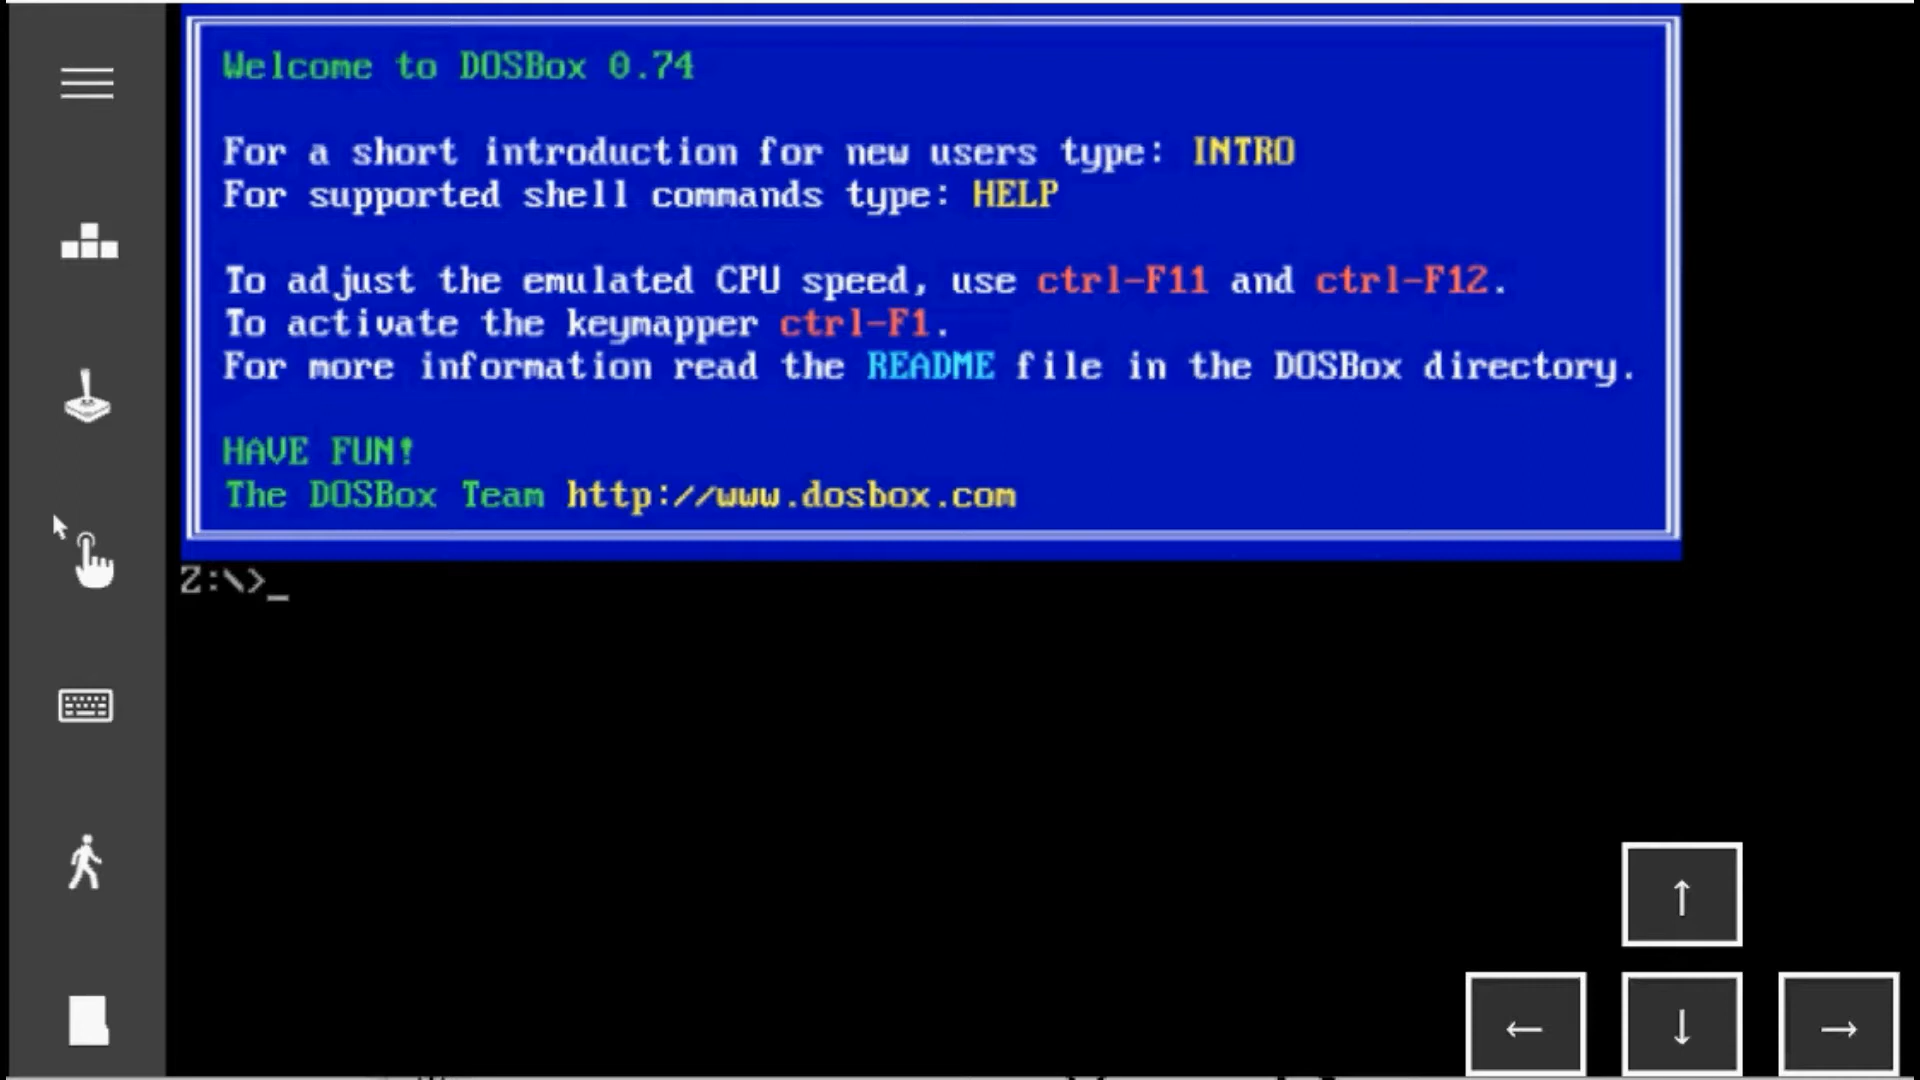 Welcome to DOSBox 0.74
For a short introduction for new users type: INTRO
For supported shell commands type: HELP
To adjust the emulated CPU speed, use ctrl-F11 and ctrl-F12.
To activate the keymapper ctrl-F1.
For more information read the README file in the DOSBox directory.
HAVE FUN!
The DOSBox Team http://www.dosbox.com
Z:\>_
↑
← ↓ →